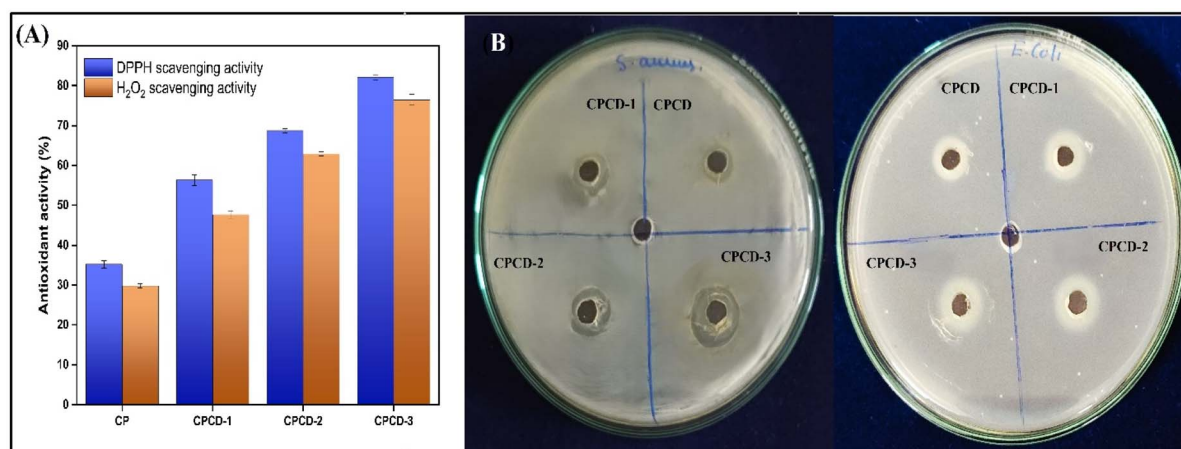 (A)
90
80
70
60
50
40
30
20
10
0
Antioxidant activity (%)
DPPH scavenging activity
H₂O₂ scavenging activity
CP
CPCD-1
CPCD-2
CPCD-3
(B)
S. aureus.
CPCD-1 CPCD
CPCD-2 CPCD-3
E. Coli
CPCD CPCD-1
CPCD-3 CPCD-2